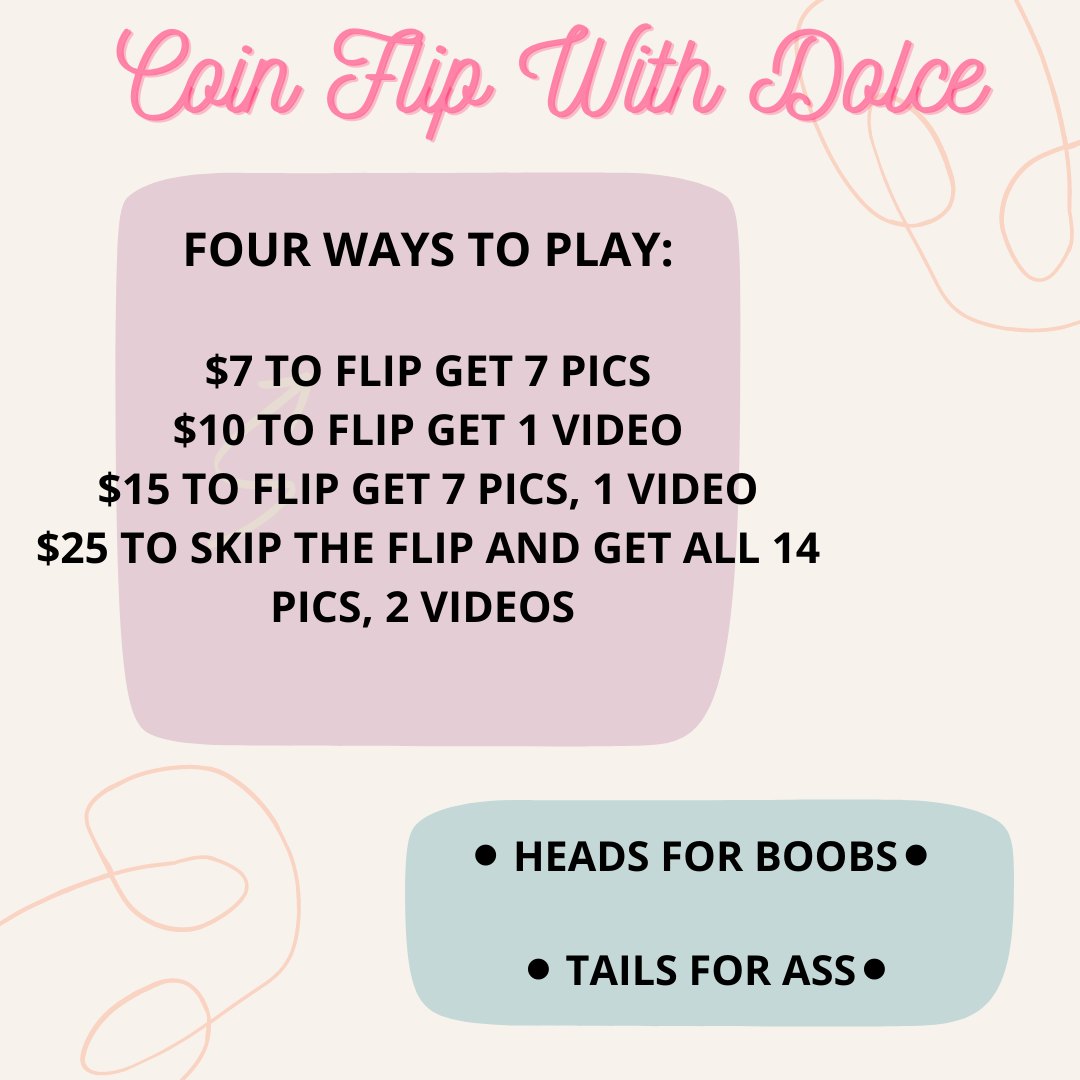 Coin Flip With Dolce
FOUR WAYS TO PLAY:
$7 TO FLIP GET 7 PICS
$10 TO FLIP GET 1 VIDEO
$15 TO FLIP GET 7 PICS, 1 VIDEO
$25 TO SKIP THE FLIP AND GET ALL 14
PICS, 2 VIDEOS
• HEADS FOR BOOBS•
• TAILS FOR ASS•